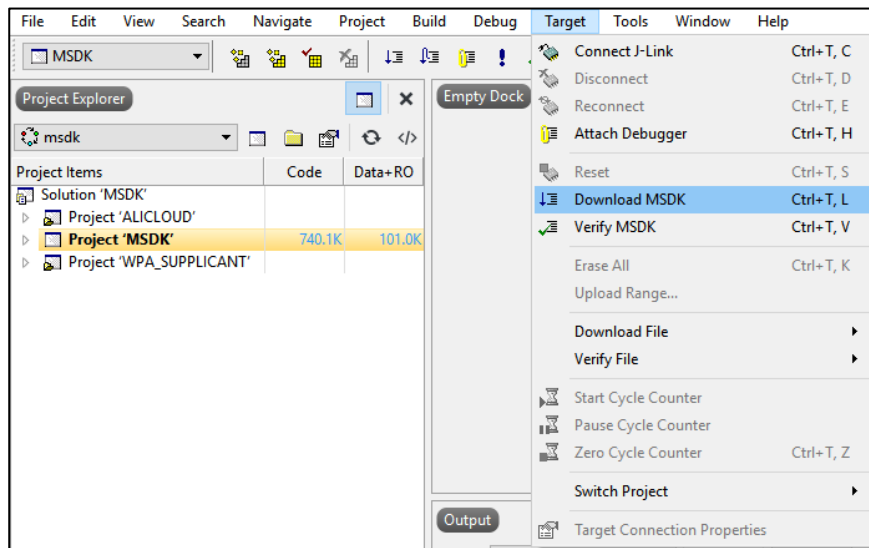 File Edit View Search Navigate Project Build Debug Target Tools Window Help
MSDK
Project Explorer
msdk
Project Items Code Data+RO
Solution 'MSDK'
Project 'ALICLOUD'
Project 'MSDK' 740.1K 101.0K
Project 'WPA_SUPPLICANT'
Empty Dock
Output
Connect J-Link Ctrl+T, C
Disconnect Ctrl+T, D
Reconnect Ctrl+T, E
Attach Debugger Ctrl+T, H
Reset Ctrl+T, S
Download MSDK Ctrl+T, L
Verify MSDK Ctrl+T, V
Erase All Ctrl+T, K
Upload Range...
Download File
Verify File
Start Cycle Counter
Pause Cycle Counter
Zero Cycle Counter Ctrl+T, Z
Switch Project
Target Connection Properties